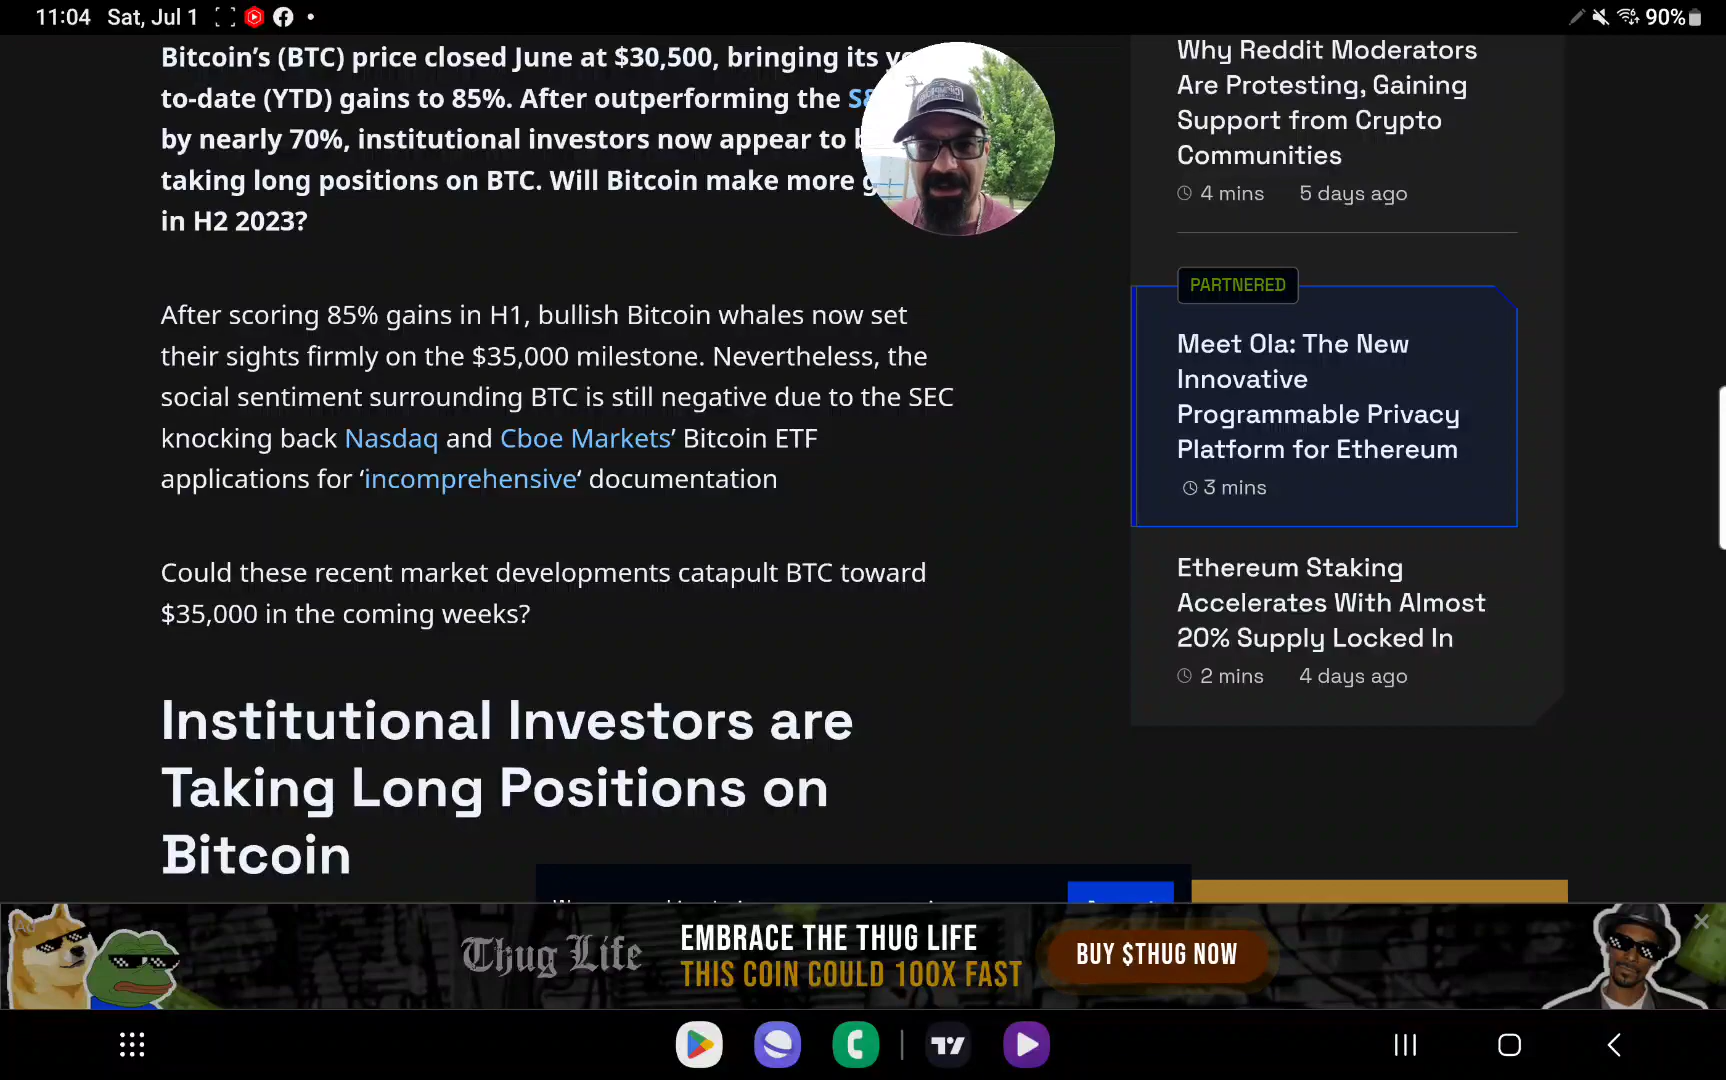 11:04 Sat, Jul 1
90%
Bitcoin’s (BTC) price closed June at $30,500, bringing its
to-date (YTD) gains to 85%. After outperforming the
by nearly 70%, institutional investors now appear to
taking long positions on BTC. Will Bitcoin make more
in H2 2023?
After scoring 85% gains in H1, bullish Bitcoin whales now set
their sights firmly on the $35,000 milestone. Nevertheless, the
social sentiment surrounding BTC is still negative due to the SEC
knocking back Nasdaq and Cboe Markets’ Bitcoin ETF
applications for ‘incomprehensive‘ documentation
Could these recent market developments catapult BTC toward
$35,000 in the coming weeks?
Institutional Investors are
Taking Long Positions on
Bitcoin
Why Reddit Moderators
Are Protesting, Gaining
Support from Crypto
Communities
4 mins 5 days ago
PARTNERED
Meet Ola: The New
Innovative
Programmable Privacy
Platform for Ethereum
3 mins
Ethereum Staking
Accelerates With Almost
20% Supply Locked In
2 mins 4 days ago
Ad
Thug Life
EMBRACE THE THUG LIFE
THIS COIN COULD 100X FAST
BUY $THUG NOW